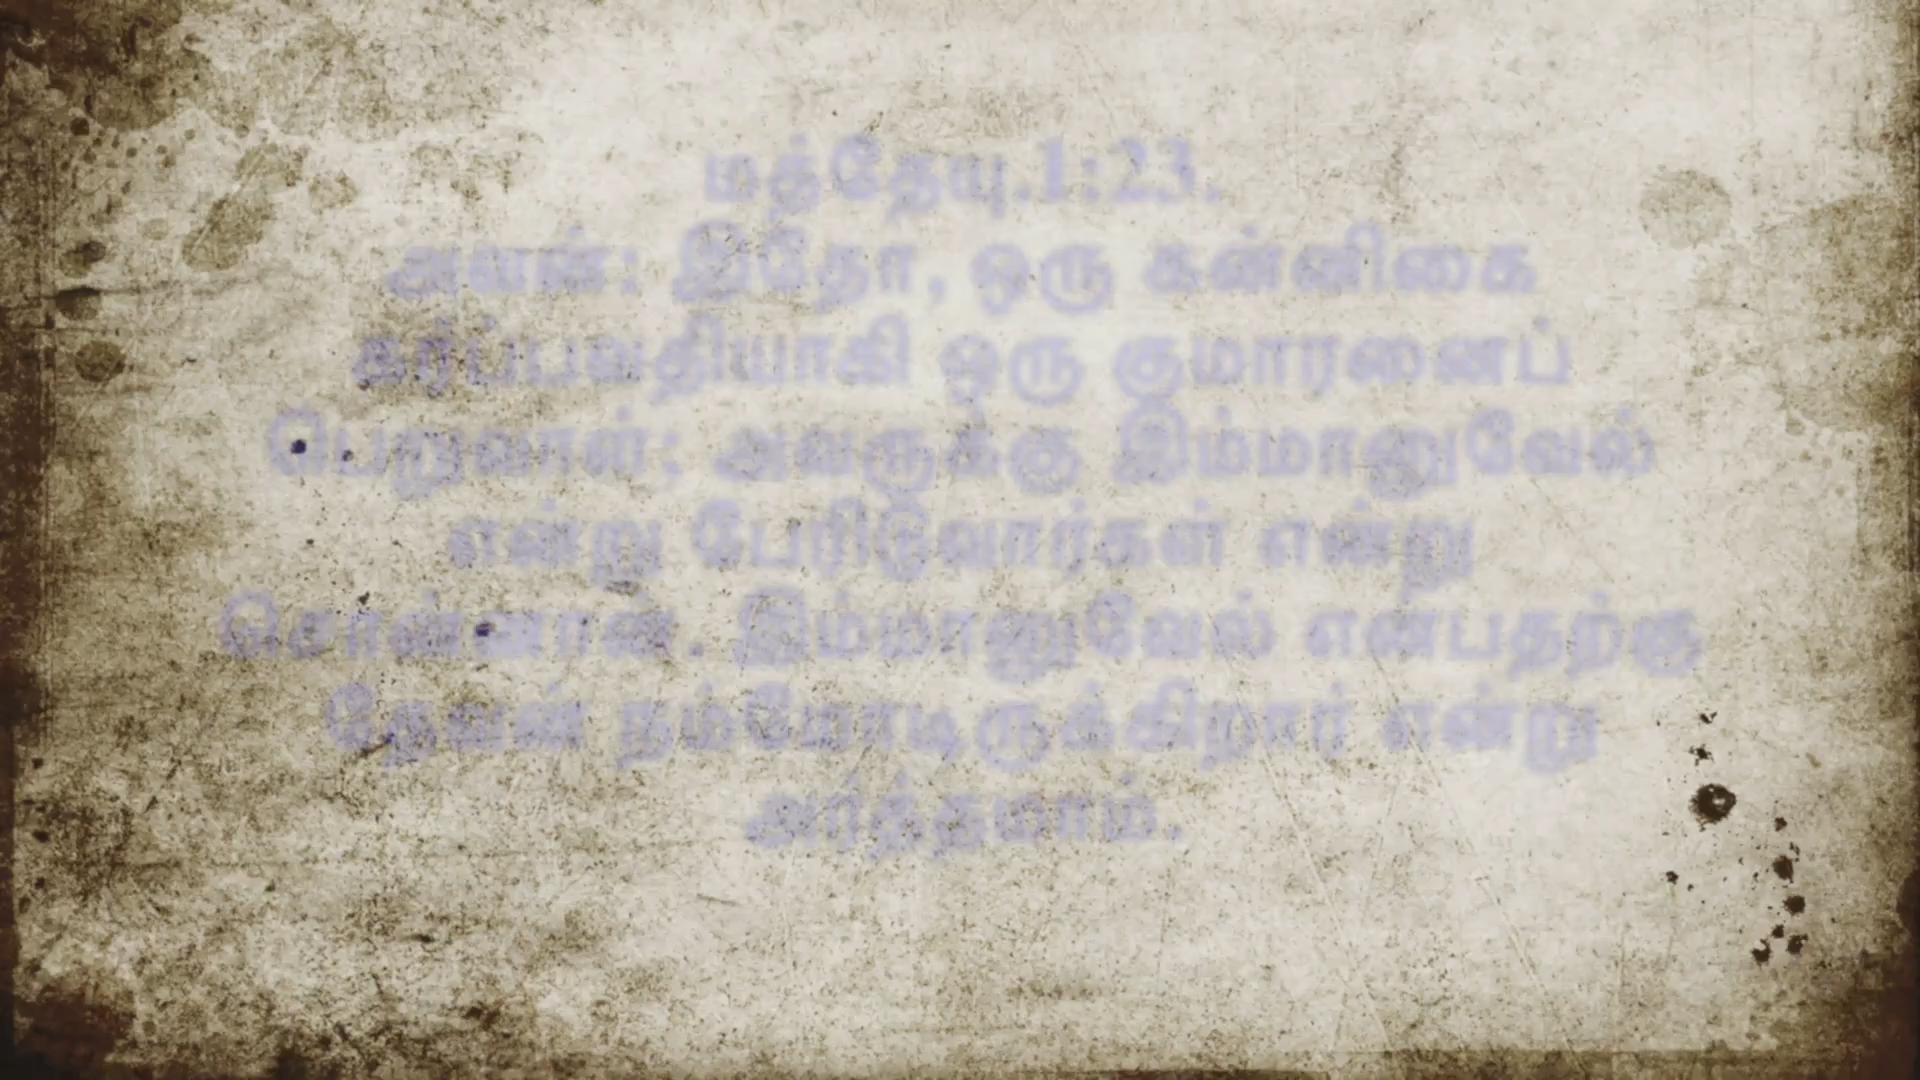 மத்தேயு.1:23.
அவன்: இதோ, ஒரு கன்னிகை
கர்ப்பவதியாகி ஒரு குமாரனைப்
பெறுவாள்; அவருக்கு இம்மானுவேல்
என்று பேரிடுவார்கள் என்று
சொன்னான். இம்மானுவேல் என்பதற்கு
தேவன் நம்மோடிருக்கிறார் என்று
அர்த்தமாம்.